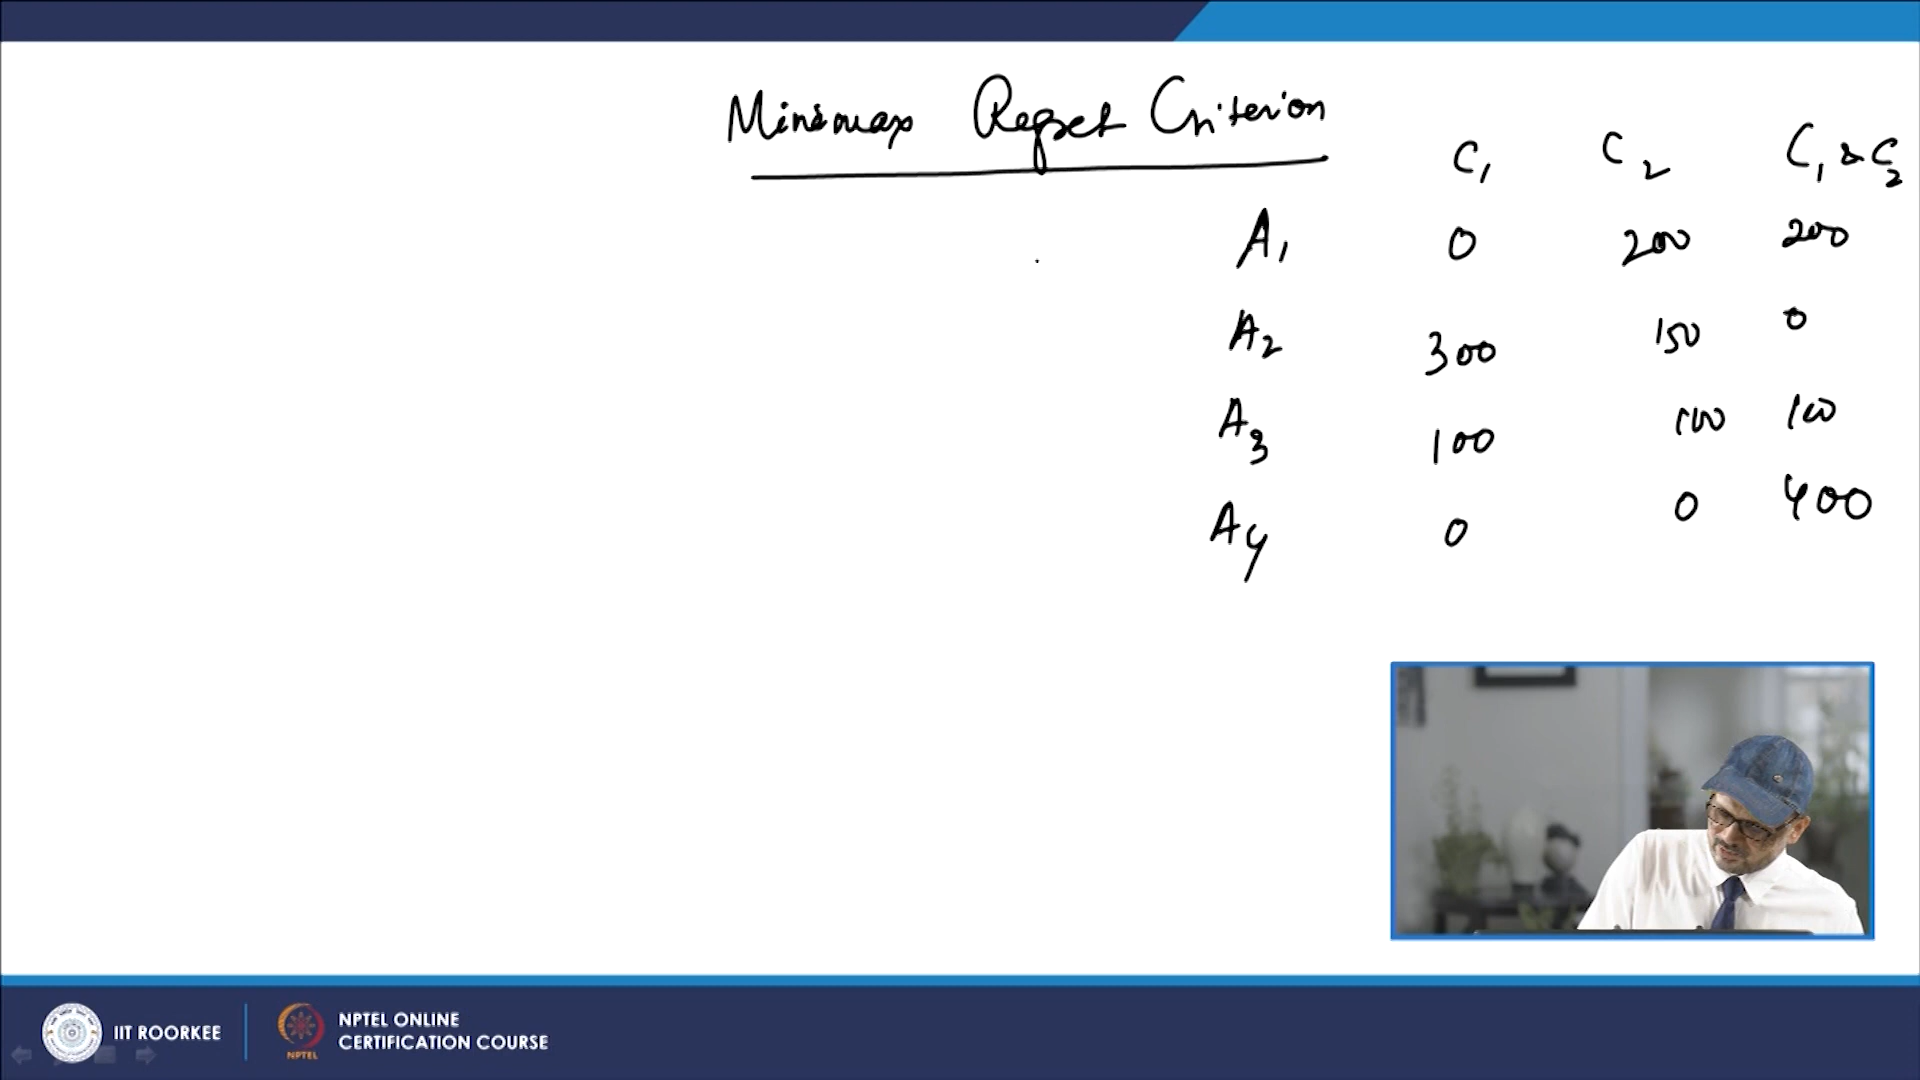 Minimax Regret Criterion
C1 C2 C1 & C2
A1 0 200 200
A2 300 150 0
A3 100 100 100
A4 0 0 400
IIT ROORKEE
NPTEL
NPTEL ONLINE
CERTIFICATION COURSE